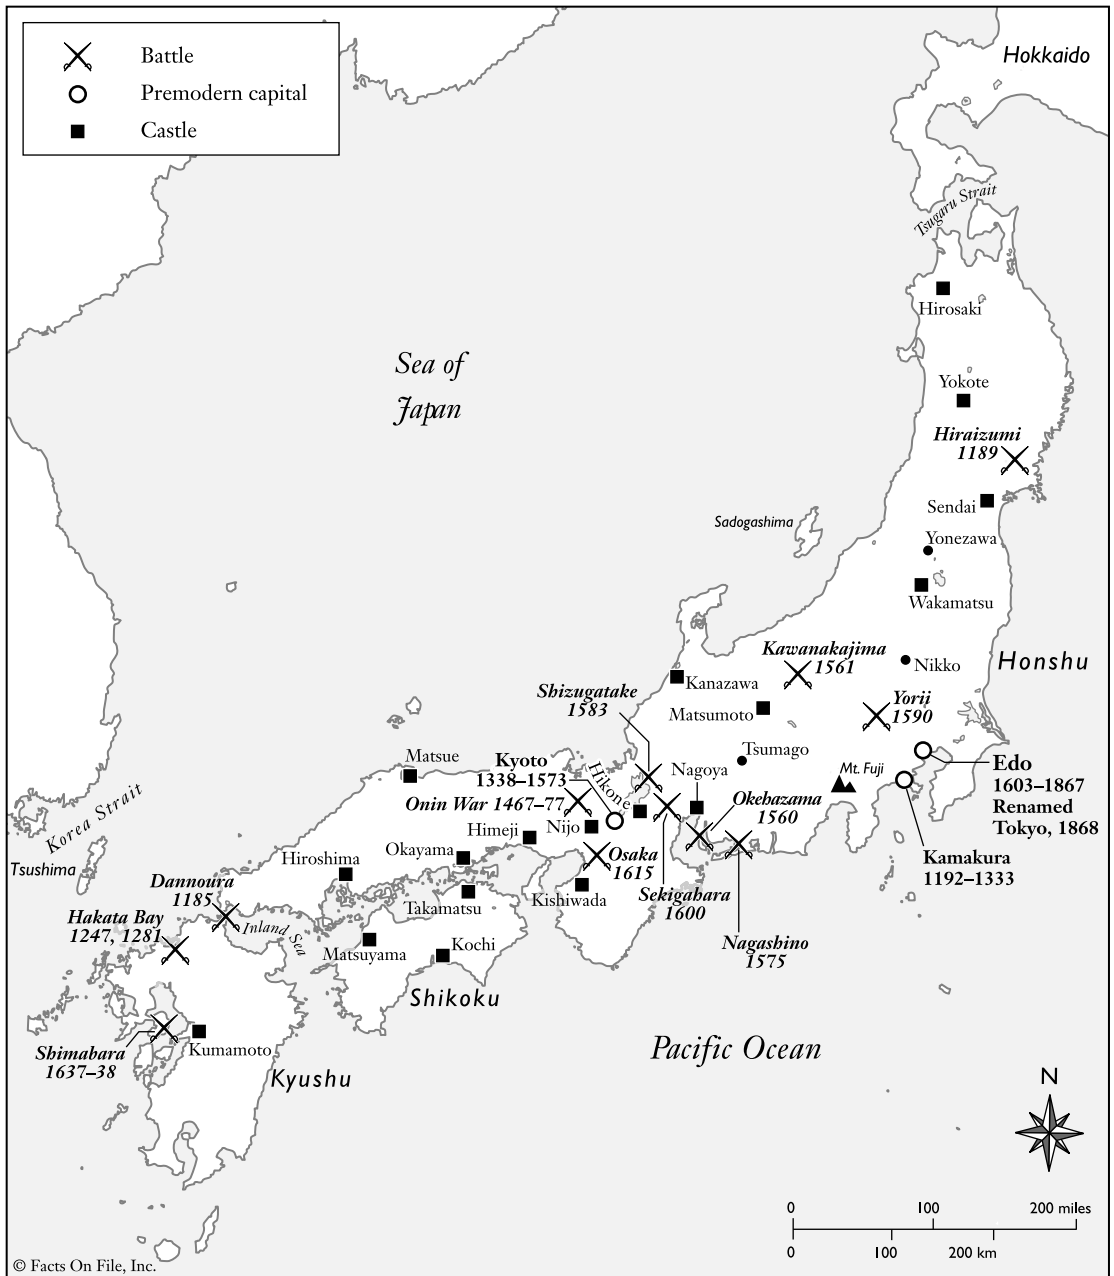 Battle
Premodern capital
Castle
Hokkaido
Tsugaru Strait
Hirosaki
Sea of
Japan
Yokote
Hiraizumi
1189
Sendai
Sadogashima
Yonezawa
Wakamatsu
Kawanakajima
1561
Honshu
Nikko
Kanazawa
Shizugatake
1583
Yorii
1590
Matsumoto
Matsue
Kyoto
1338–1573
Tsumago
Nagoya
Mt. Fuji
Edo
1603–1867
Renamed
Tokyo, 1868
Hikone
Onin War 1467–77
Okehazama
1560
Korea Strait
Himeji
Nijo
Okayama
Hiroshima
Osaka
1615
Kamakura
1192–1333
Tsushima
Dannoura
1185
Takamatsu
Kishiwada
Sekigahara
1600
Hakata Bay
1247, 1281
Inland Sea
Matsuyama
Kochi
Nagashino
1575
Shikoku
Shimabara
1637–38
Kumamoto
Pacific Ocean
Kyushu
N
0 100 200 miles
0 100 200 km
© Facts On File, Inc.